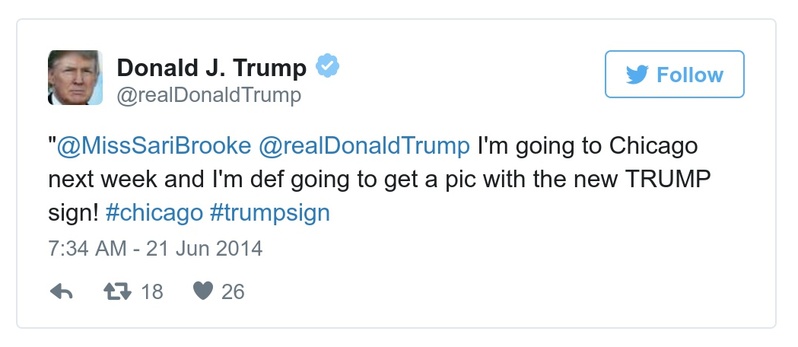 Donald J. Trump
@realDonaldTrump
Follow
"@MissSariBrooke @realDonaldTrump I'm going to Chicago
next week and I'm def going to get a pic with the new TRUMP
sign! #chicago #trumpsign
7:34 AM - 21 Jun 2014
18 26